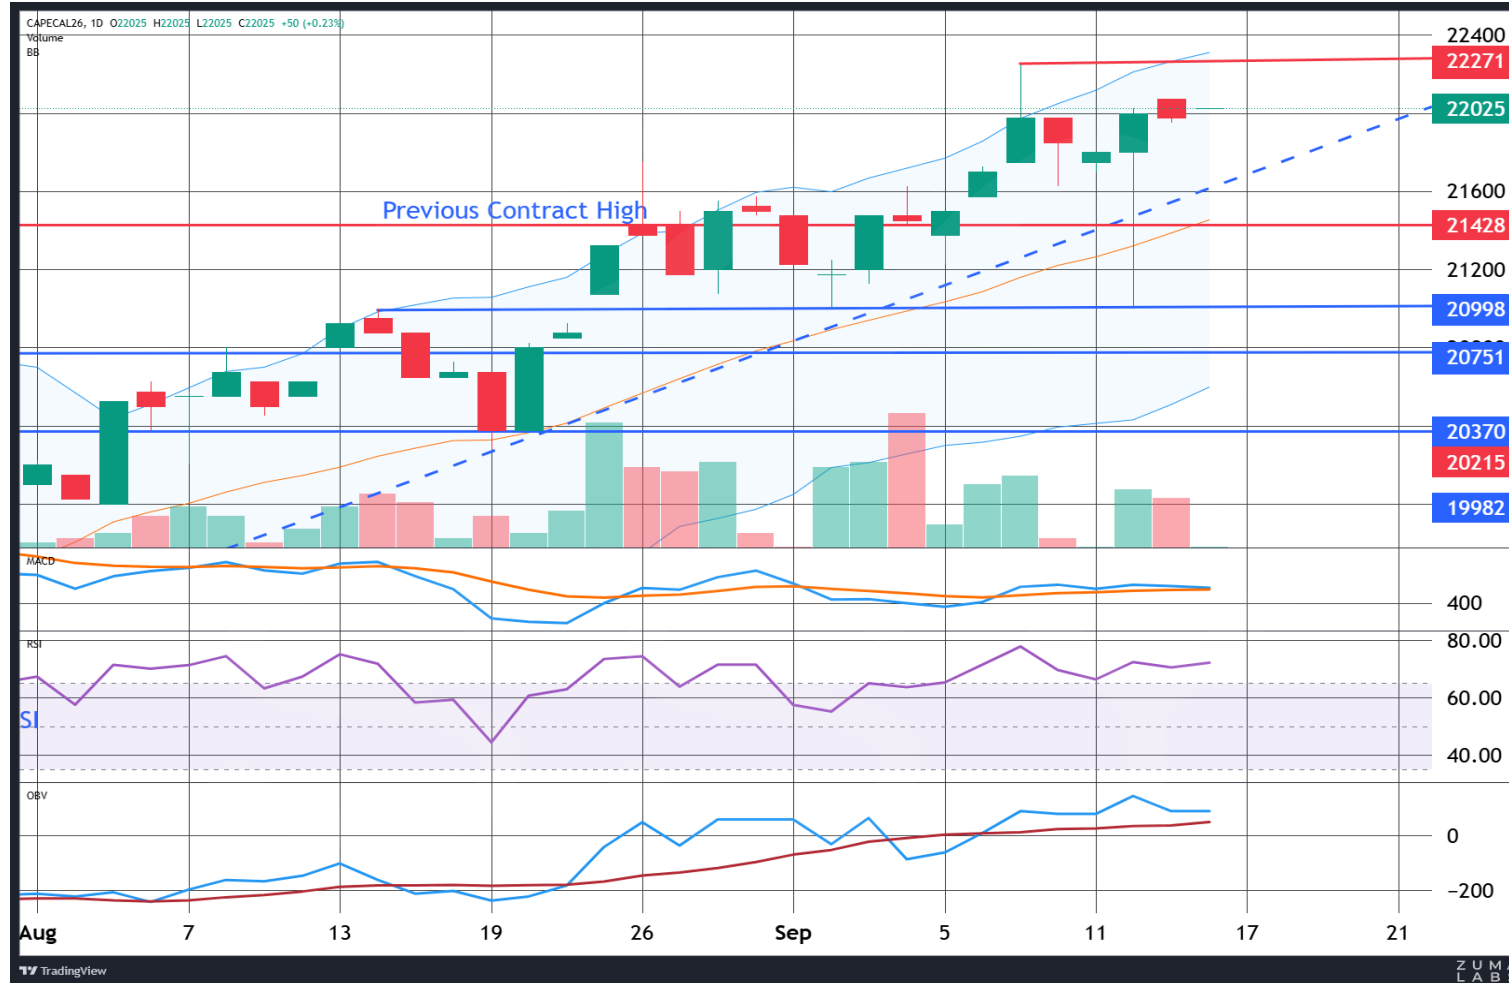 CAPECAL26, 1D O22025 H22025 L22025 C22025 +50 (+0.23%)
Volume
BB
22400
22271
22025
Previous Contract High
21600
21428
21200
20998
20751
20370
20215
19982
MACD
400
RSI
80.00
60.00
SI
40.00
OBV
0
−200
Aug 7 13 19 26 Sep 5 11 17 21
TradingView
ZUMA
LABS